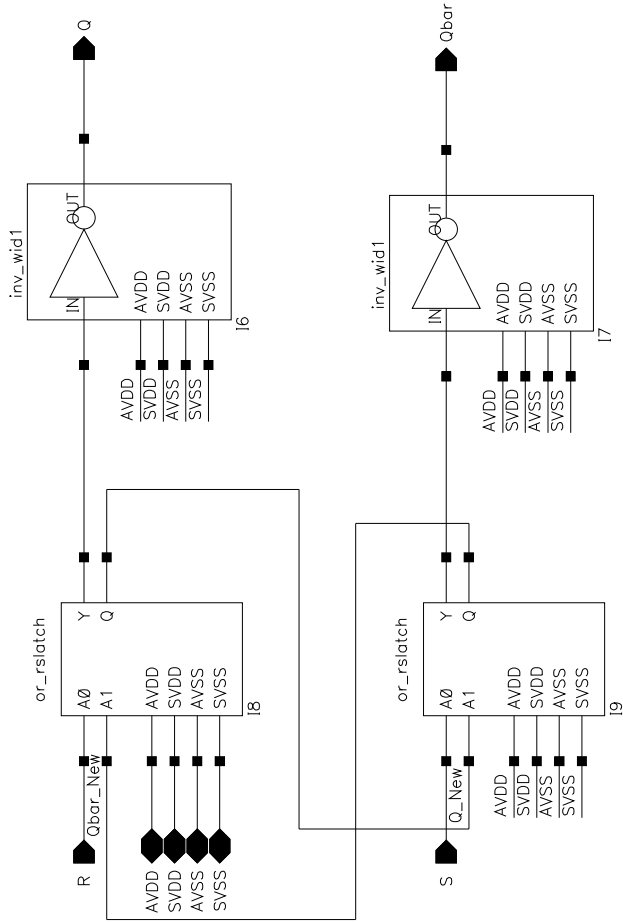 R
Qbar_New
AVDD
SVDD
AVSS
SVSS
or_rslatch
A0
A1
AVDD
SVDD
AVSS
SVSS
Y
Q
I8
inv_wid1
IN
OUT
AVDD
SVDD
AVSS
SVSS
AVDD
SVDD
AVSS
SVSS
I6
Q
S
Q_New
AVDD
SVDD
AVSS
SVSS
or_rslatch
A0
A1
AVDD
SVDD
AVSS
SVSS
Y
Q
I9
inv_wid1
IN
OUT
AVDD
SVDD
AVSS
SVSS
AVDD
SVDD
AVSS
SVSS
I7
Qbar